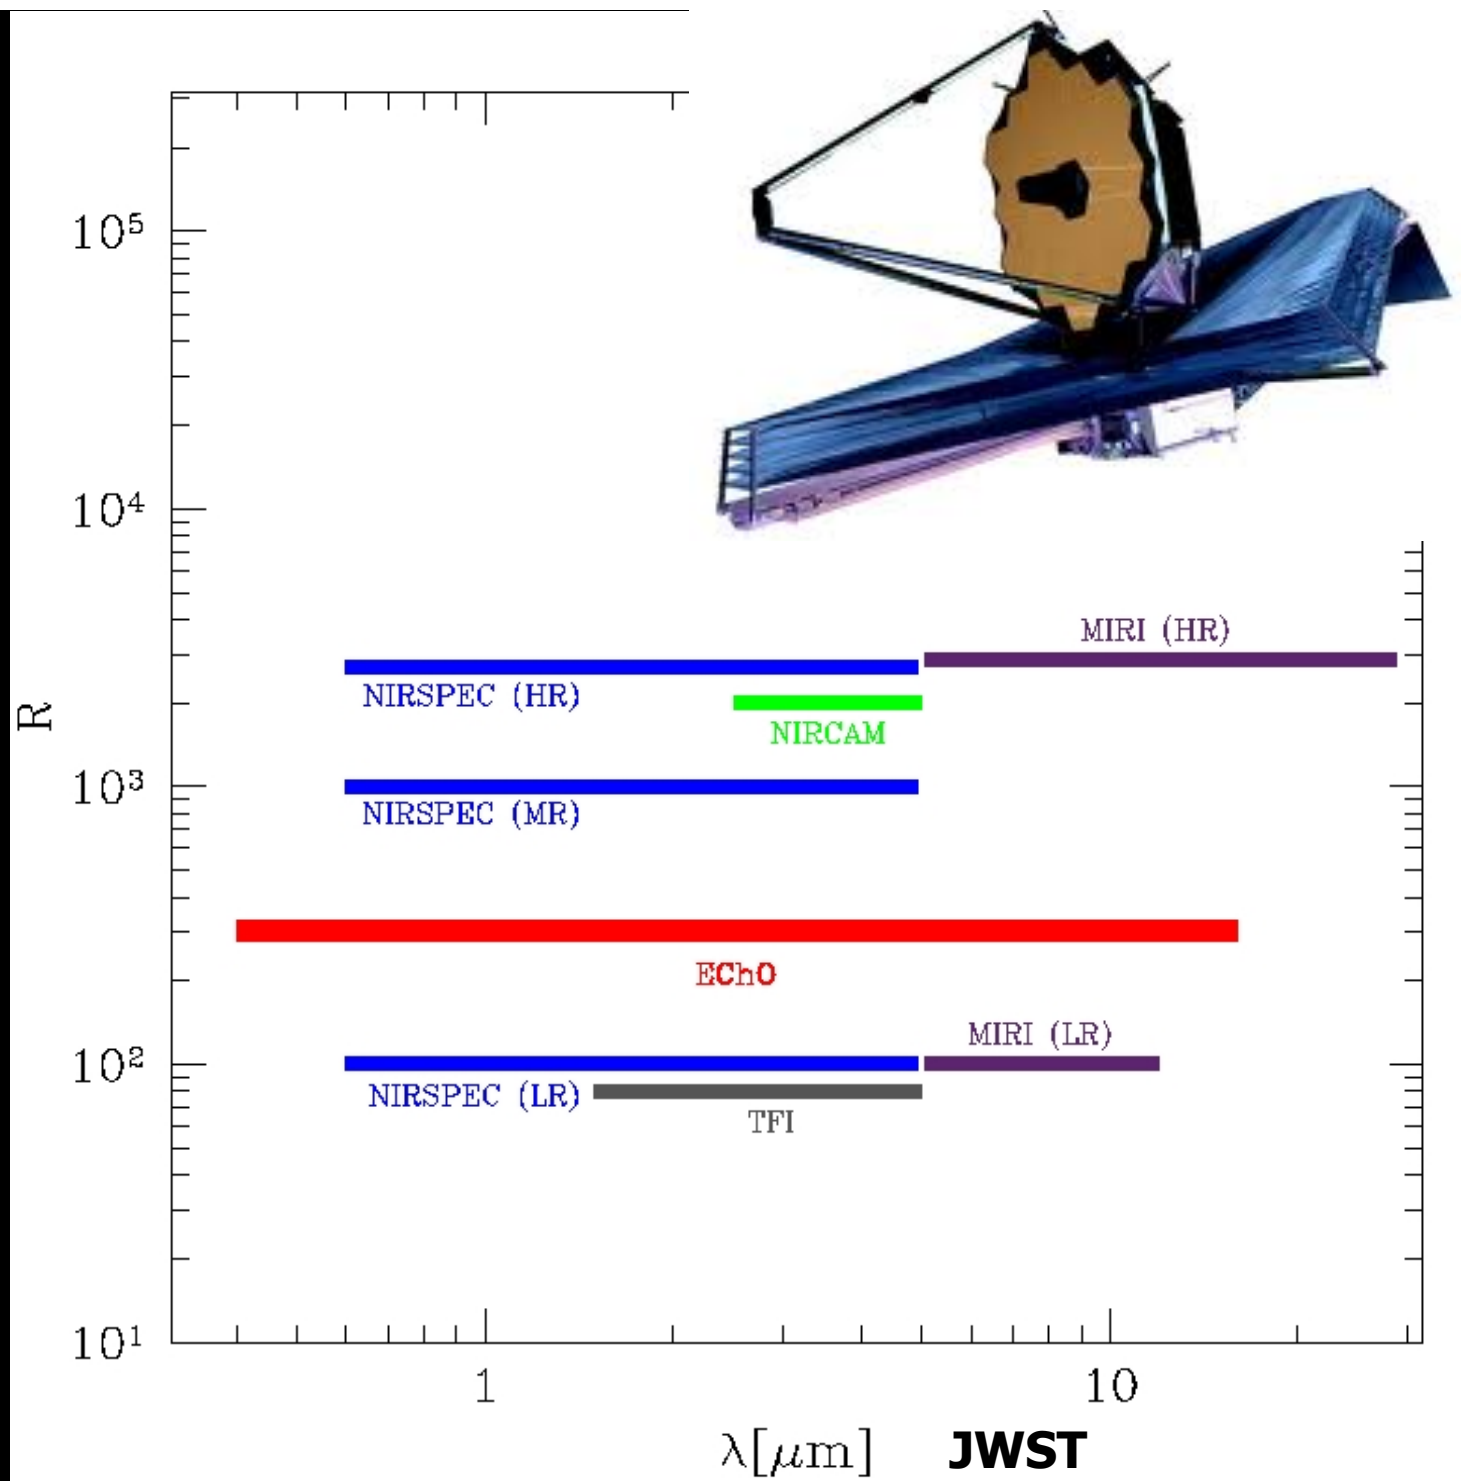 10⁵
10⁴
MIRI (HR)
NIRSPEC (HR)
R
NIRCAM
10³
NIRSPEC (MR)
EChO
MIRI (LR)
10²
NIRSPEC (LR)
TFI
10¹
1 10
λ[μm] JWST